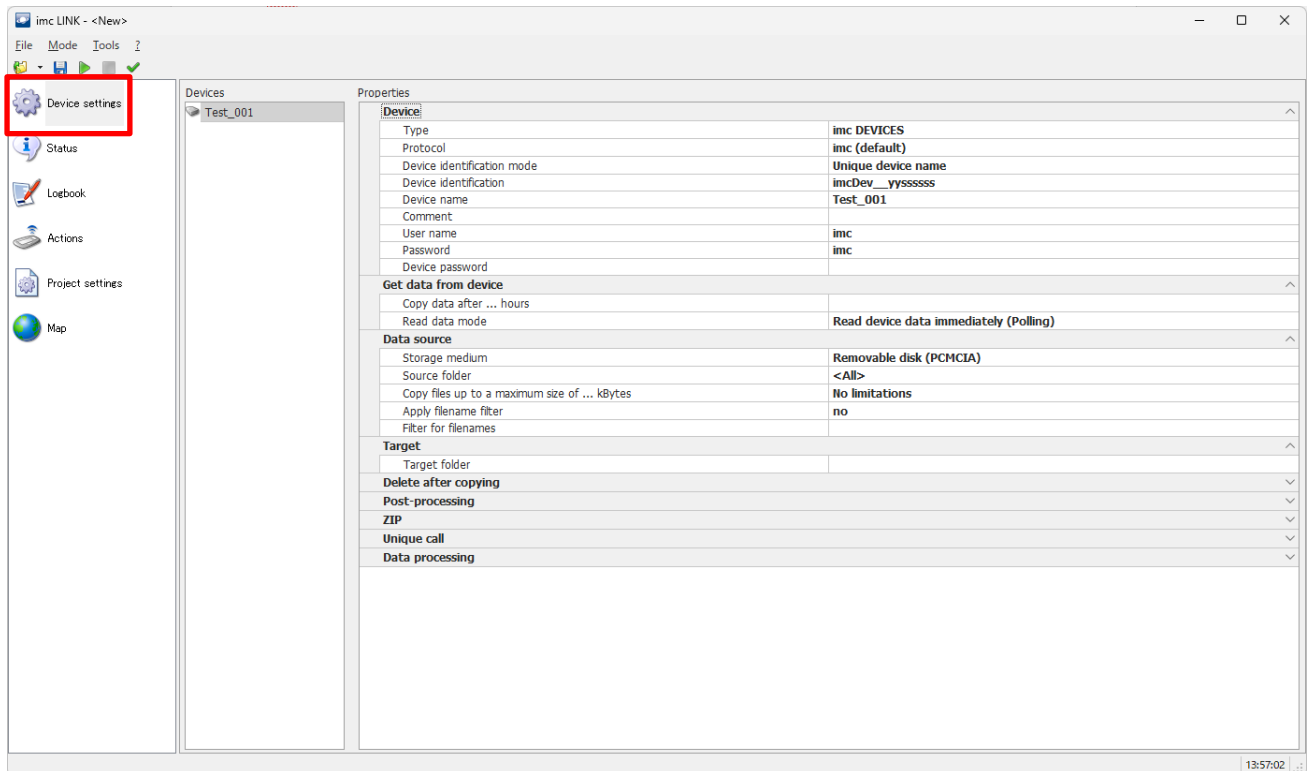 imc LINK - <New>
File Mode Tools ?
Device settings
Status
Logbook
Actions
Project settings
Map
Devices
Test_001
Properties
Device
Type imc DEVICES
Protocol imc (default)
Device identification mode Unique device name
Device identification imcDev__yyssssss
Device name Test_001
Comment
User name imc
Password imc
Device password
Get data from device
Copy data after ... hours
Read data mode Read device data immediately (Polling)
Data source
Storage medium Removable disk (PCMCIA)
Source folder <All>
Copy files up to a maximum size of ... kBytes No limitations
Apply filename filter no
Filter for filenames
Target
Target folder
Delete after copying
Post-processing
ZIP
Unique call
Data processing
13:57:02